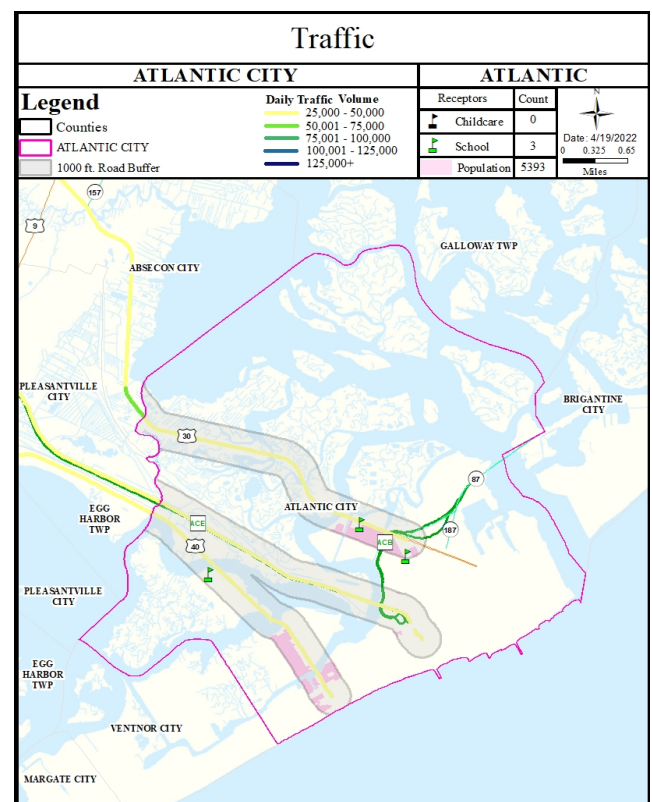 Traffic
ATLANTIC CITY
ATLANTIC
Legend
Counties
ATLANTIC CITY
1000 ft. Road Buffer
Daily Traffic Volume
25,000 - 50,000
50,001 - 75,000
75,001 - 100,000
100,001 - 125,000
125,000+
Receptors Count
Childcare 0
School 3
Population 5393
N
Date: 4/19/2022
0 0.325 0.65
Miles
157
9
GALLOWAY TWP
ABSECON CITY
PLEASANTVILLE
CITY
BRIGANTINE
CITY
30
87
ATLANTIC CITY
EGG
HARBOR
TWP
ACE
187
ACB
40
PLEASANTVILLE
CITY
EGG
HARBOR
TWP
VENTNOR CITY
MARGATE CITY